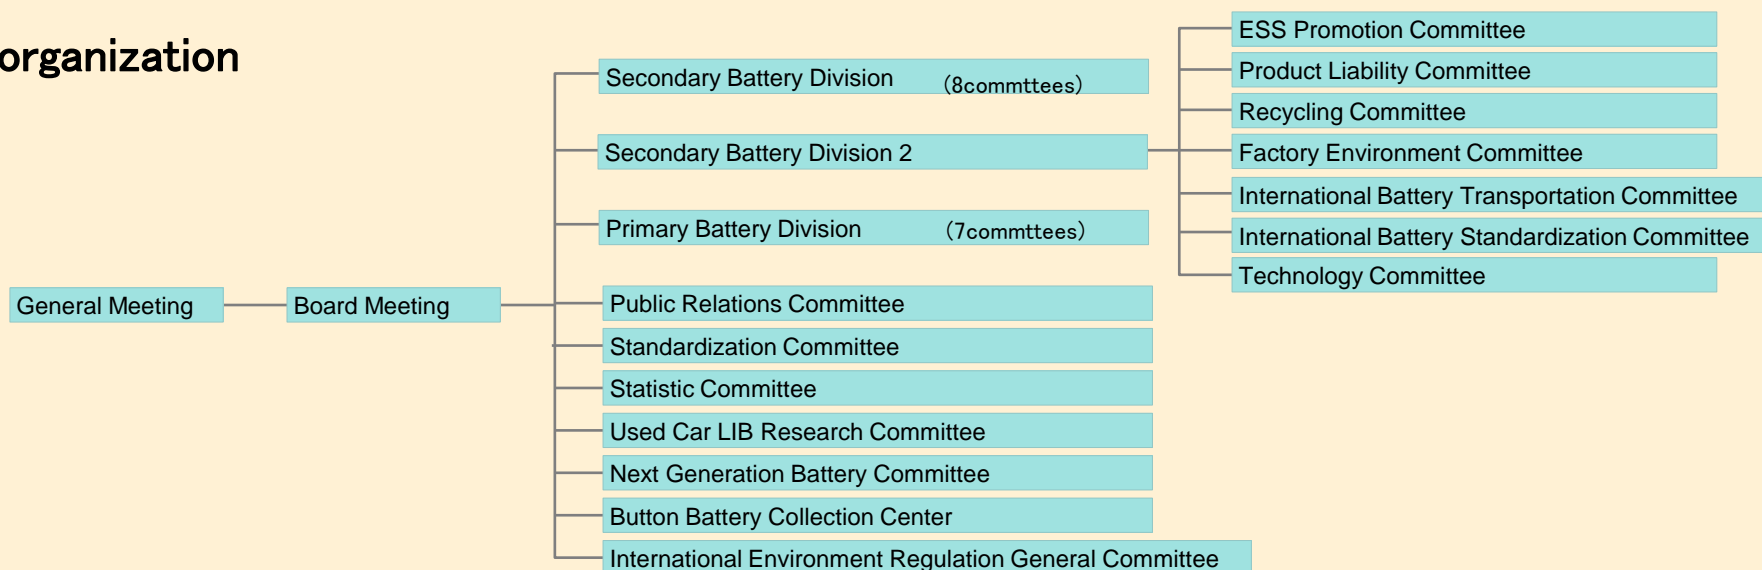 organization
General Meeting
Board Meeting
Secondary Battery Division (8commttees)
Secondary Battery Division 2
Primary Battery Division (7commttees)
Public Relations Committee
Standardization Committee
Statistic Committee
Used Car LIB Research Committee
Next Generation Battery Committee
Button Battery Collection Center
International Environment Regulation General Committee
ESS Promotion Committee
Product Liability Committee
Recycling Committee
Factory Environment Committee
International Battery Transportation Committee
International Battery Standardization Committee
Technology Committee